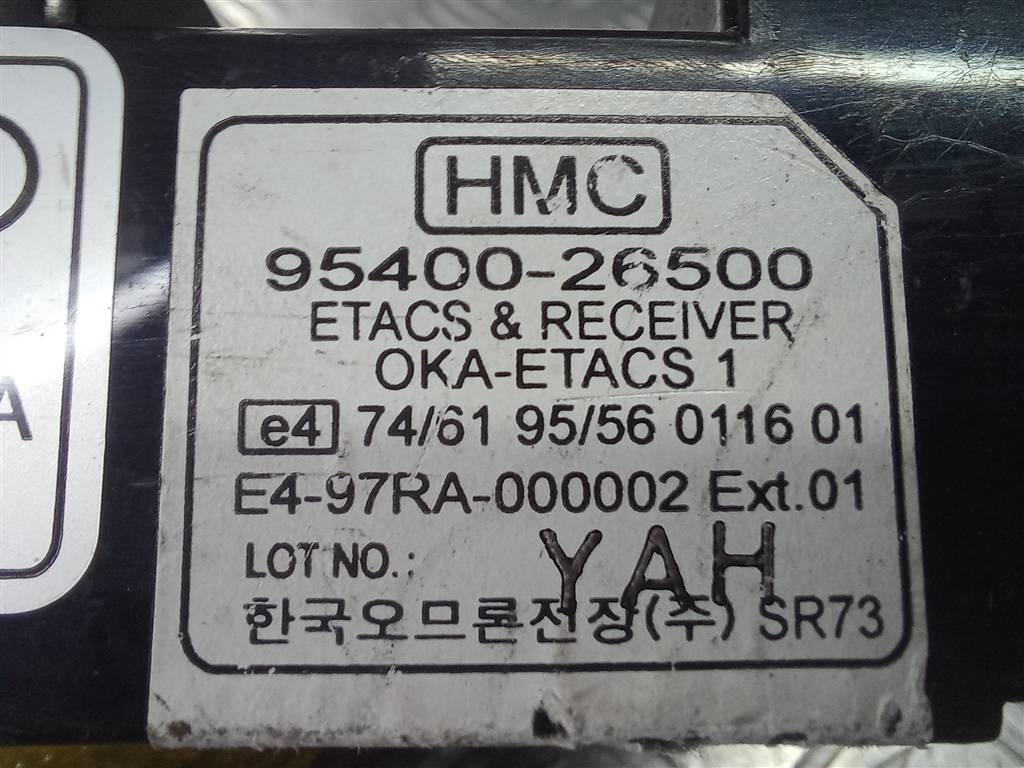 HMC
95400-26500
ETACS & RECEIVER
OKA-ETACS 1
e4 74/61 95/56 0116 01
E4-97RA-000002 Ext.01
LOT NO.: YAH
한국오므론전장(주) SR73
A